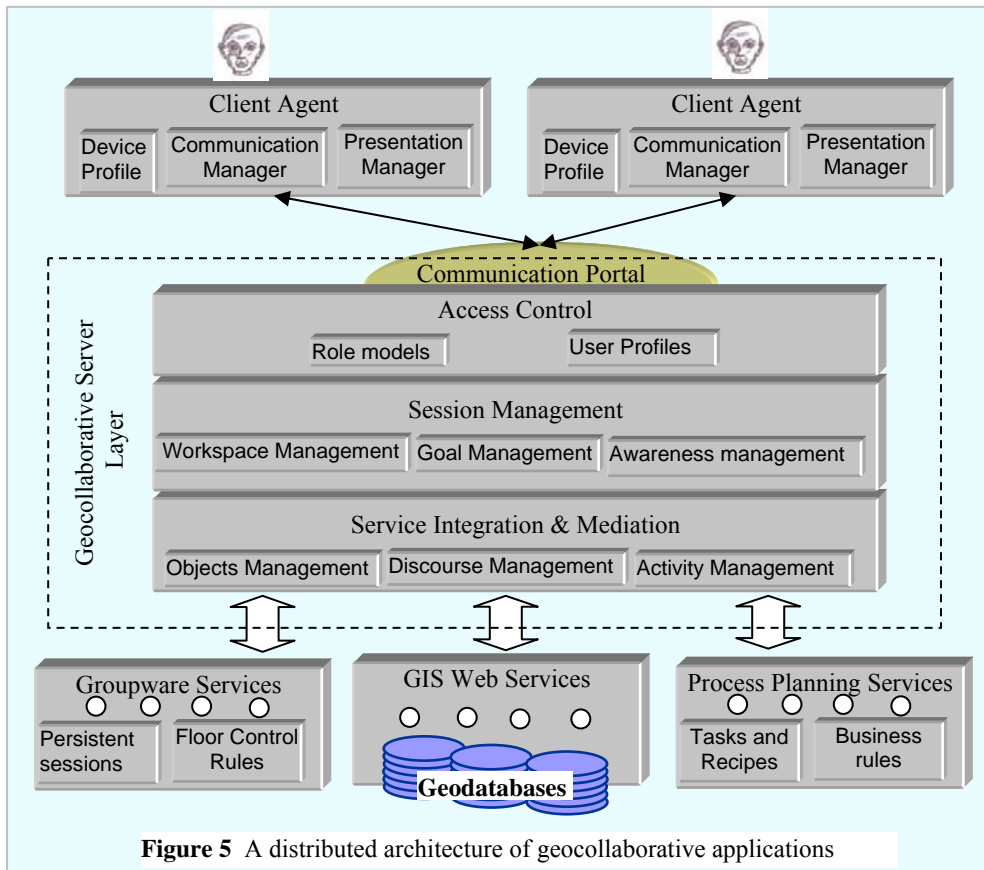 Client Agent
Device Profile
Communication Manager
Presentation Manager
Client Agent
Device Profile
Communication Manager
Presentation Manager
Communication Portal
Geocollaborative Server Layer
Access Control
Role models
User Profiles
Session Management
Workspace Management
Goal Management
Awareness management
Service Integration & Mediation
Objects Management
Discourse Management
Activity Management
Groupware Services
Persistent sessions
Floor Control Rules
GIS Web Services
Geodatabases
Process Planning Services
Tasks and Recipes
Business rules
Figure 5 A distributed architecture of geocollaborative applications